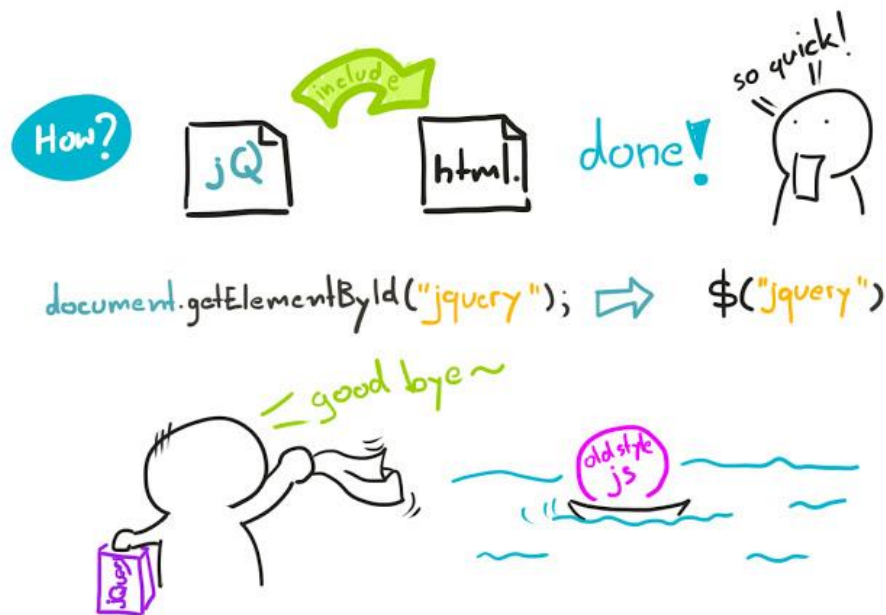 How?
jQ
include
html.
done!
so quick!
document.getElementById("jquery");
$("jquery")
good bye~
jQuery
old style
js